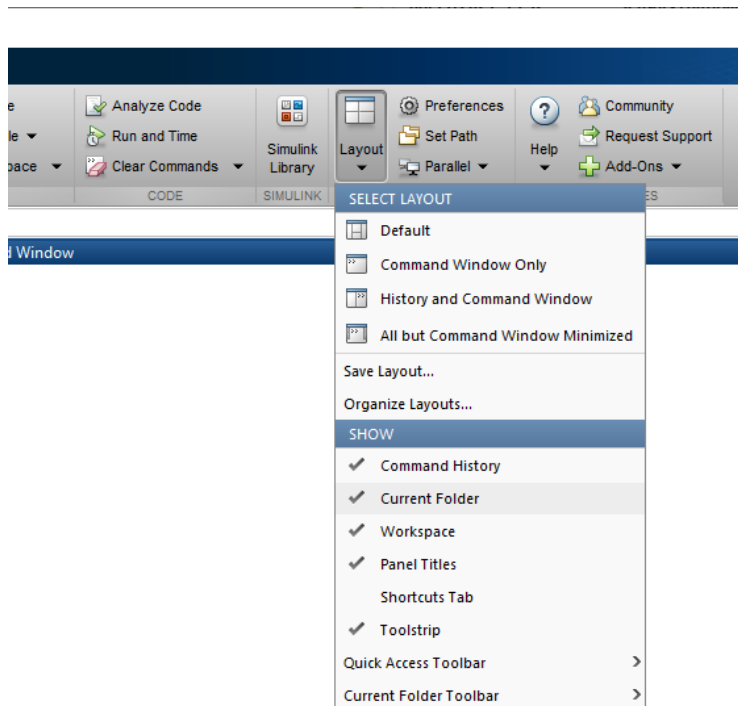 Analyze Code
Run and Time
Clear Commands
CODE
Simulink
Library
SIMULINK
Layout
Preferences
Set Path
Parallel
Help
Community
Request Support
Add-Ons
ES
SELECT LAYOUT
Default
Command Window Only
History and Command Window
All but Command Window Minimized
Save Layout...
Organize Layouts...
SHOW
Command History
Current Folder
Workspace
Panel Titles
Shortcuts Tab
Toolstrip
Quick Access Toolbar
Current Folder Toolbar
d Window